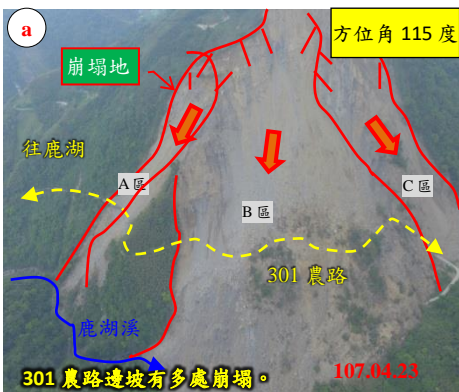 a
方位角 115 度
崩塌地
往鹿湖
A 區
B 區
C 區
301 農路
鹿湖溪
301 農路邊坡有多處崩塌。
107.04.23